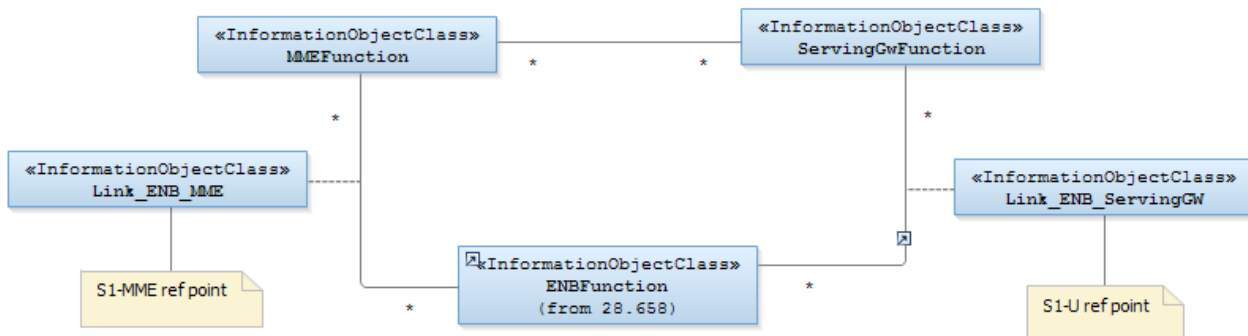 «InformationObjectClass»
MMEFunction
«InformationObjectClass»
ServingGwFunction
*
*
*
*
«InformationObjectClass»
Link_ENB_MME
«InformationObjectClass»
Link_ENB_ServingGW
S1-MME ref point
«InformationObjectClass»
ENBFunction
(from 28.658)
*
*
S1-U ref point